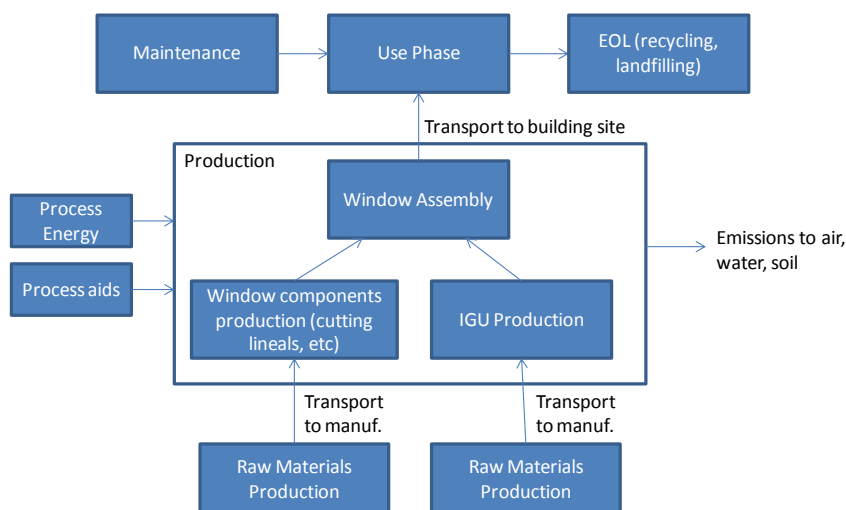 Maintenance
Use Phase
EOL (recycling,
landfilling)
Transport to building site
Production
Window Assembly
Process
Energy
Process aids
Emissions to air,
water, soil
Window components
production (cutting
lineals, etc)
IGU Production
Transport
to manuf.
Transport
to manuf.
Raw Materials
Production
Raw Materials
Production